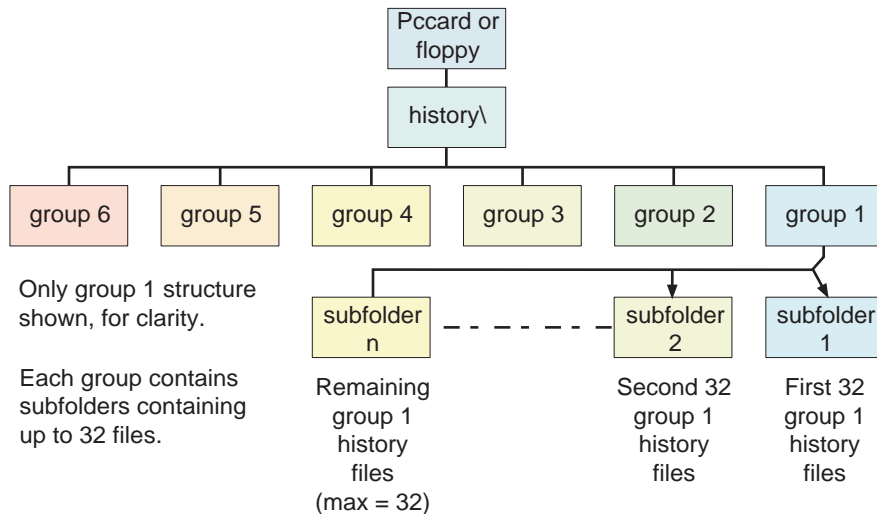 Pccard or
floppy
history\
group 6
group 5
group 4
group 3
group 2
group 1
Only group 1 structure
shown, for clarity.
Each group contains
subfolders containing
up to 32 files.
subfolder
n
subfolder
2
subfolder
1
Remaining
group 1
history
files
(max = 32)
Second 32
group 1
history
files
First 32
group 1
history
files